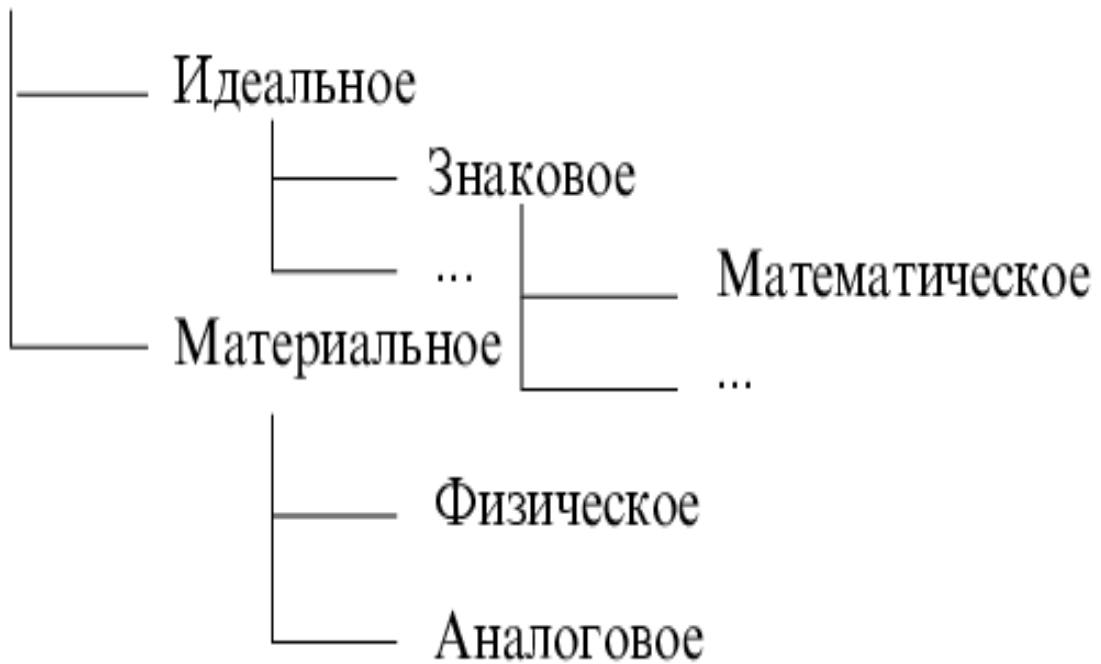 Идеальное
Знаковое
...
Математическое
Материальное
...
Физическое
Аналоговое